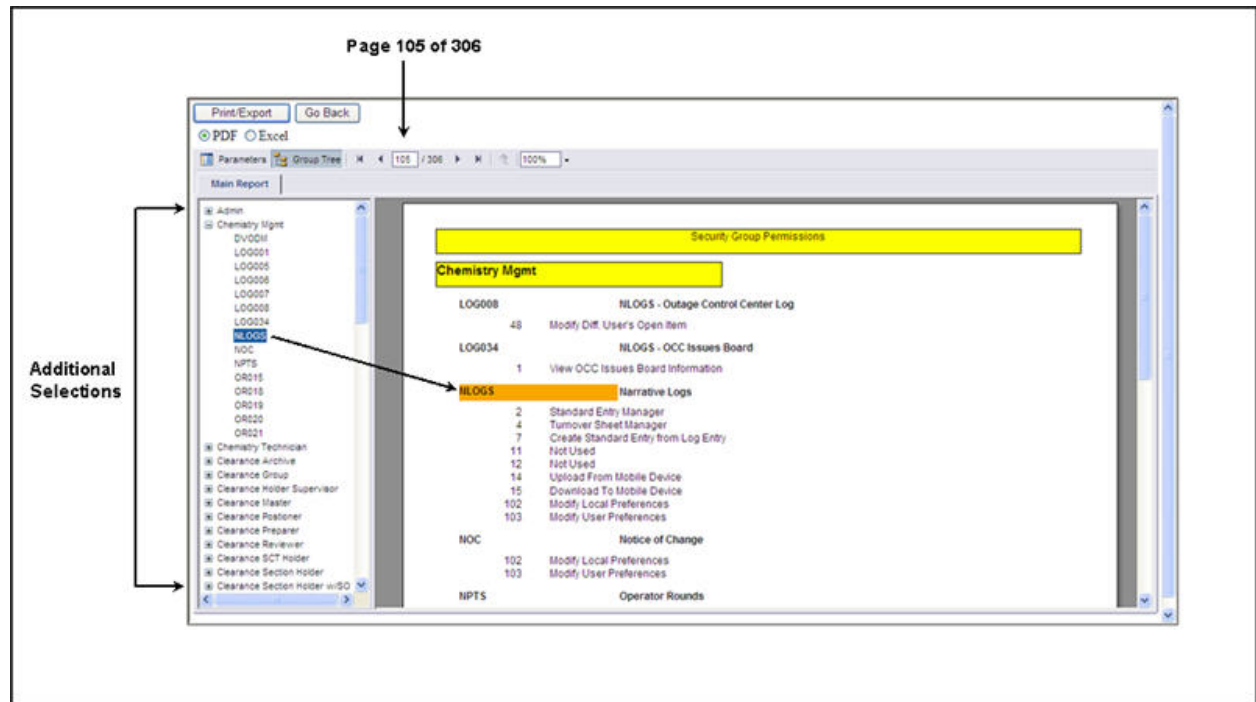 Page 105 of 306
Print/Export Go Back
PDF Excel
Parameters Group Tree 105 / 306 100%
Main Report
Additional Selections
Admin
Chemistry Mgmt
DVODM
LOG001
LOG005
LOG006
LOG007
LOG008
LOG034
NLOGS
NOC
NPTS
OR015
OR018
OR019
OR020
OR021
Chemistry Technician
Clearance Archive
Clearance Group
Clearance Holder Supervisor
Clearance Master
Clearance Positioner
Clearance Preparer
Clearance Reviewer
Clearance SCT Holder
Clearance Section Holder
Clearance Section Holder w/SO
Security Group Permissions
Chemistry Mgmt
LOG008 NLOGS - Outage Control Center Log
48 Modify Diff. User's Open Item
LOG034 NLOGS - OCC Issues Board
1 View OCC Issues Board Information
NLOGS Narrative Logs
2 Standard Entry Manager
4 Turnover Sheet Manager
7 Create Standard Entry from Log Entry
11 Not Used
12 Not Used
14 Upload From Mobile Device
15 Download To Mobile Device
102 Modify Local Preferences
103 Modify User Preferences
NOC Notice of Change
102 Modify Local Preferences
103 Modify User Preferences
NPTS Operator Rounds